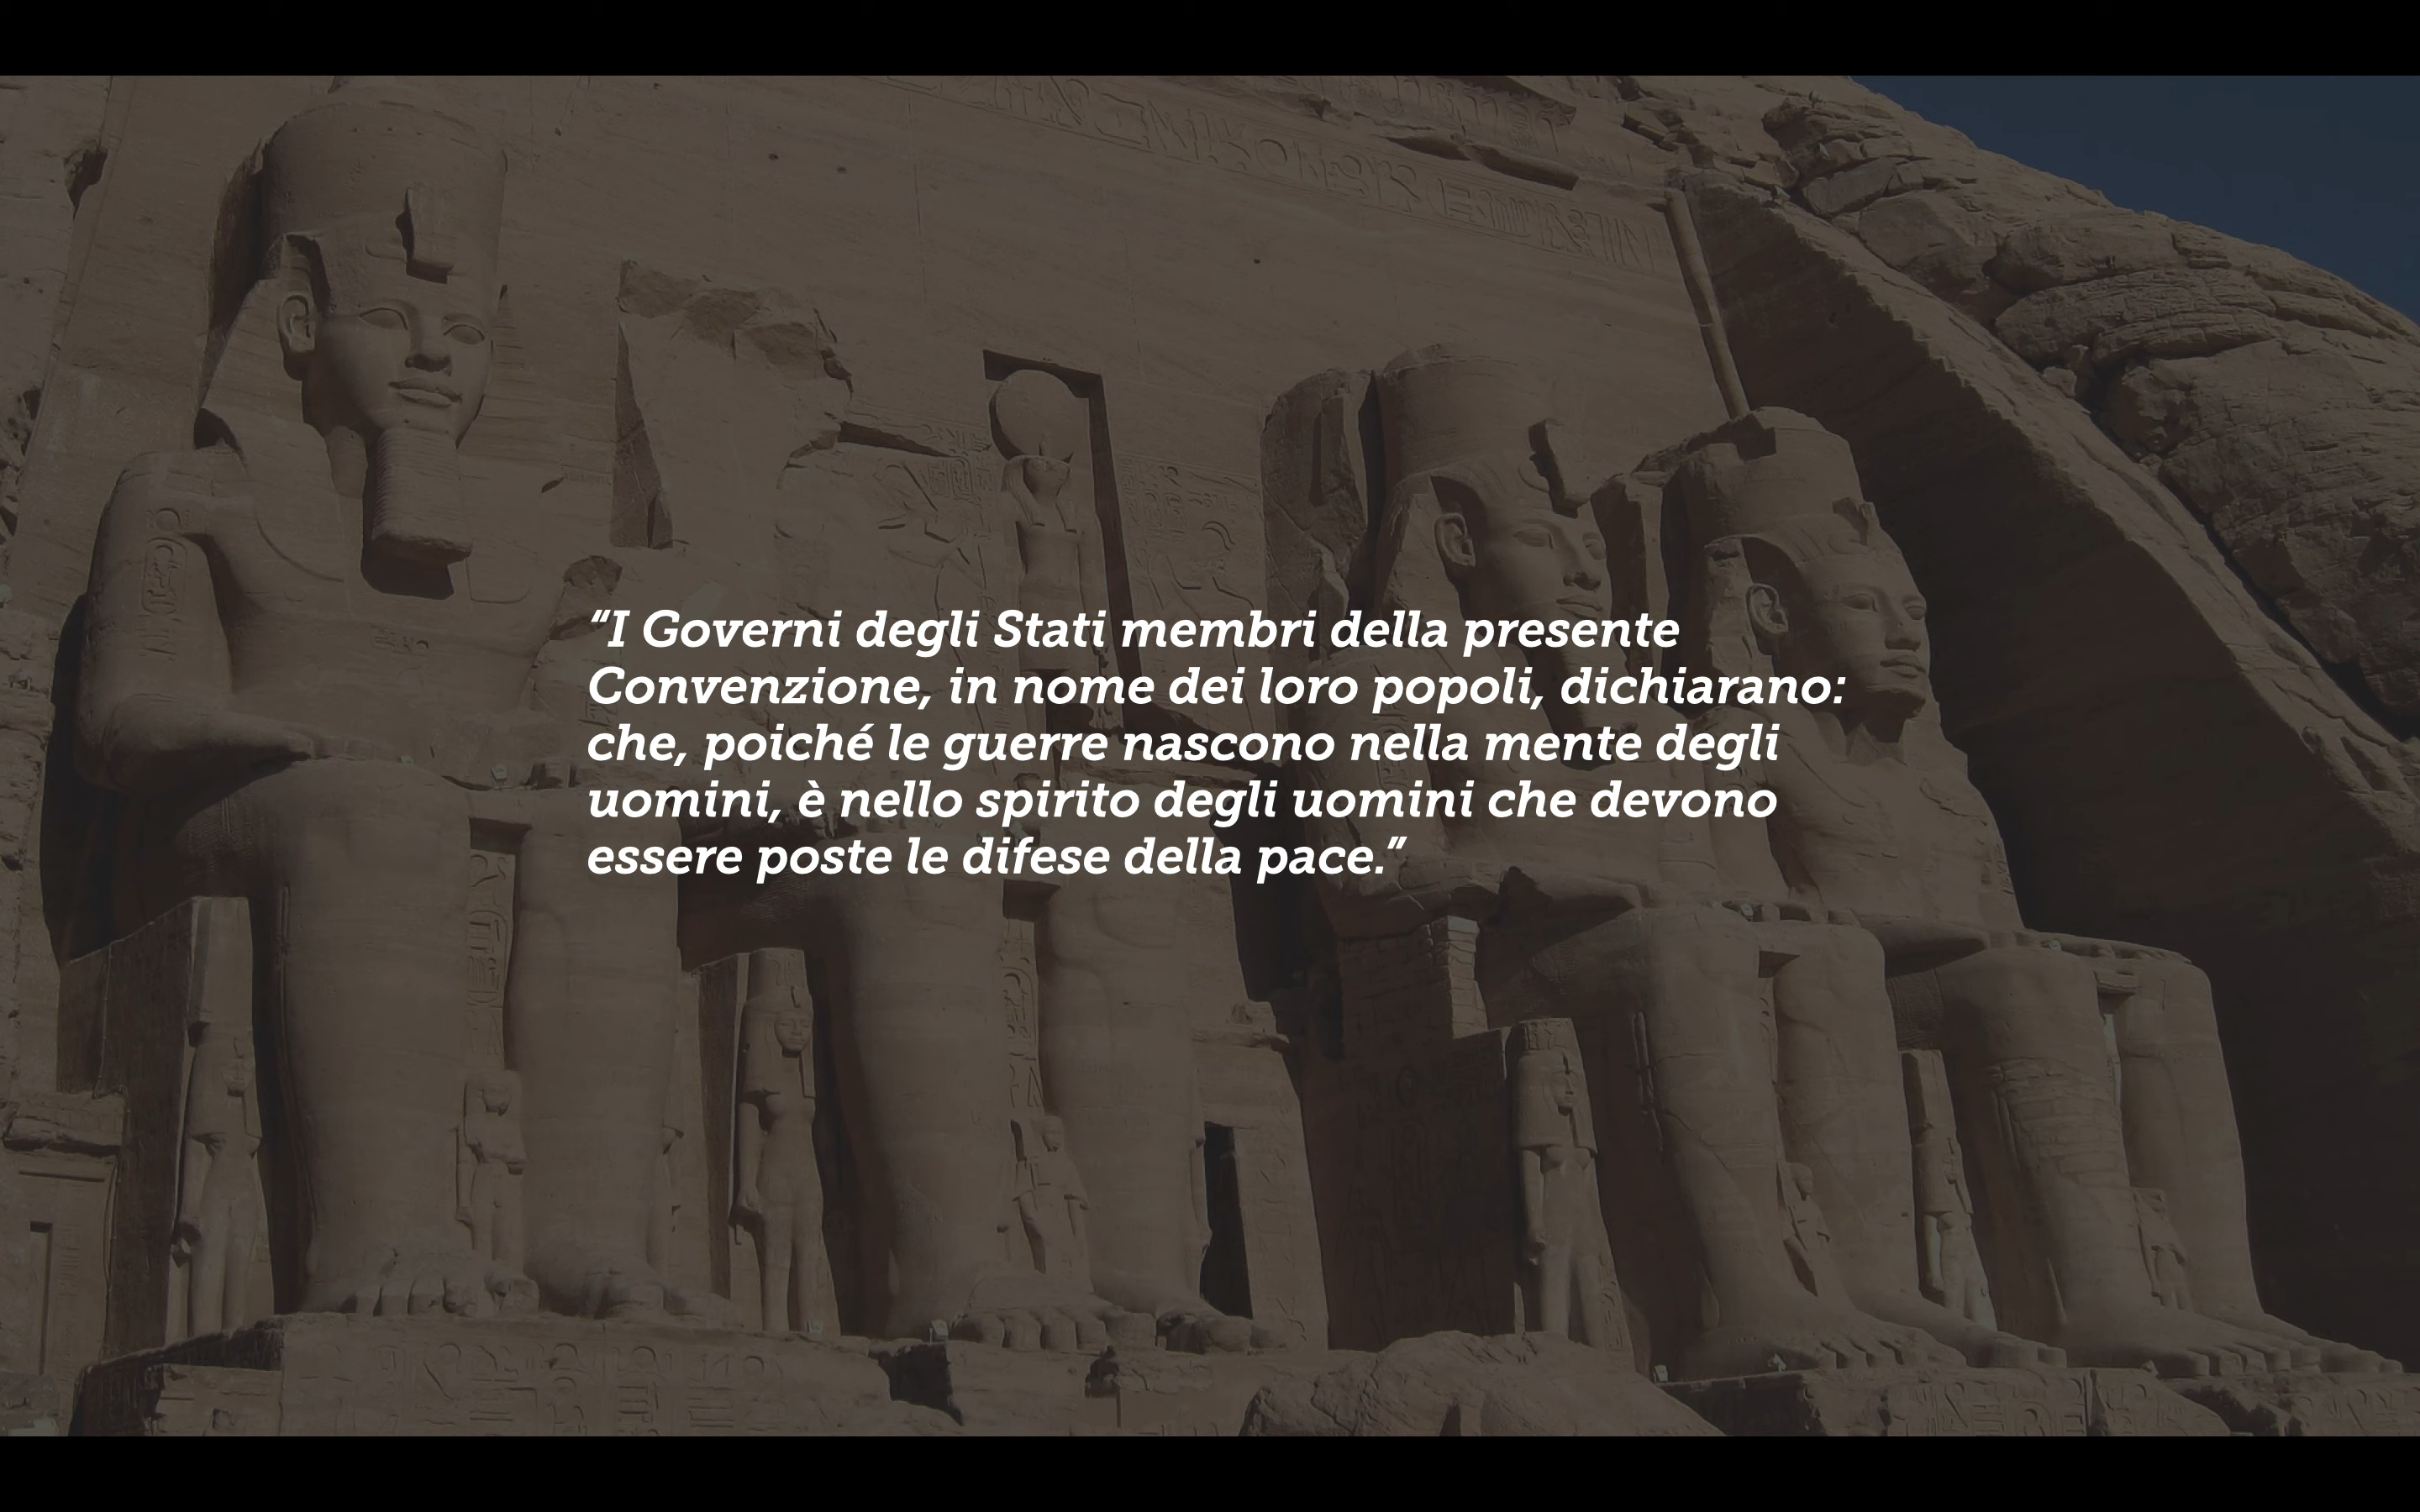 “I Governi degli Stati membri della presente
Convenzione, in nome dei loro popoli, dichiarano:
che, poiché le guerre nascono nella mente degli
uomini, è nello spirito degli uomini che devono
essere poste le difese della pace.”